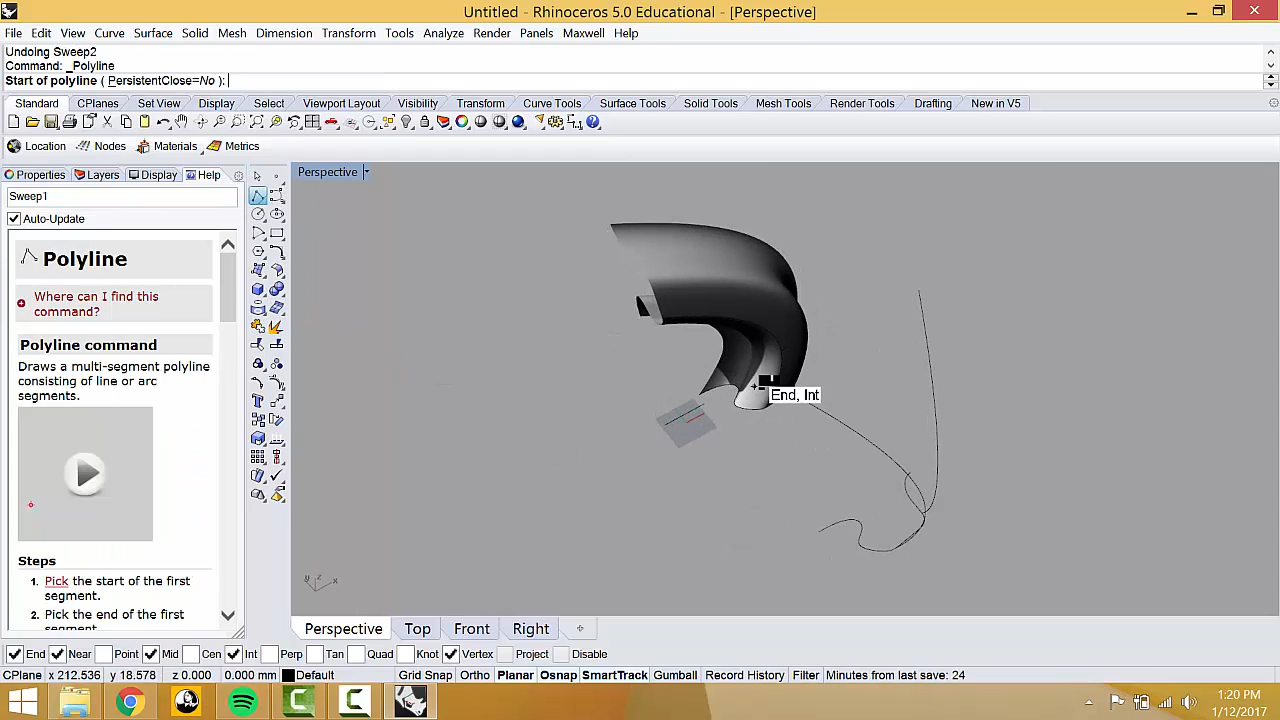 Untitled - Rhinoceros 5.0 Educational - [Perspective]
File Edit View Curve Surface Solid Mesh Dimension Transform Tools Analyze Render Panels Maxwell Help
Undoing Sweep2
Command: _Polyline
Start of polyline ( PersistentClose=No ):
Standard CPlanes Set View Display Select Viewport Layout Visibility Transform Curve Tools Surface Tools Solid Tools Mesh Tools Render Tools Drafting New in V5
Location Nodes Materials Metrics
Properties Layers Display Help
Perspective
Sweep1
Auto-Update
Polyline
Where can I find this
command?
Polyline command
Draws a multi-segment polyline
consisting of line or arc
segments.
End, Int
Steps
1. Pick the start of the first
segment.
2. Pick the end of the first
segment
y z x
Perspective Top Front Right
End Near Point Mid Cen Int Perp Tan Quad Knot Vertex Project Disable
CPlane x 212.536 y 18.578 z 0.000 0.000 mm Default Grid Snap Ortho Planar Osnap SmartTrack Gumball Record History Filter Minutes from last save: 24
1:20 PM
1/12/2017